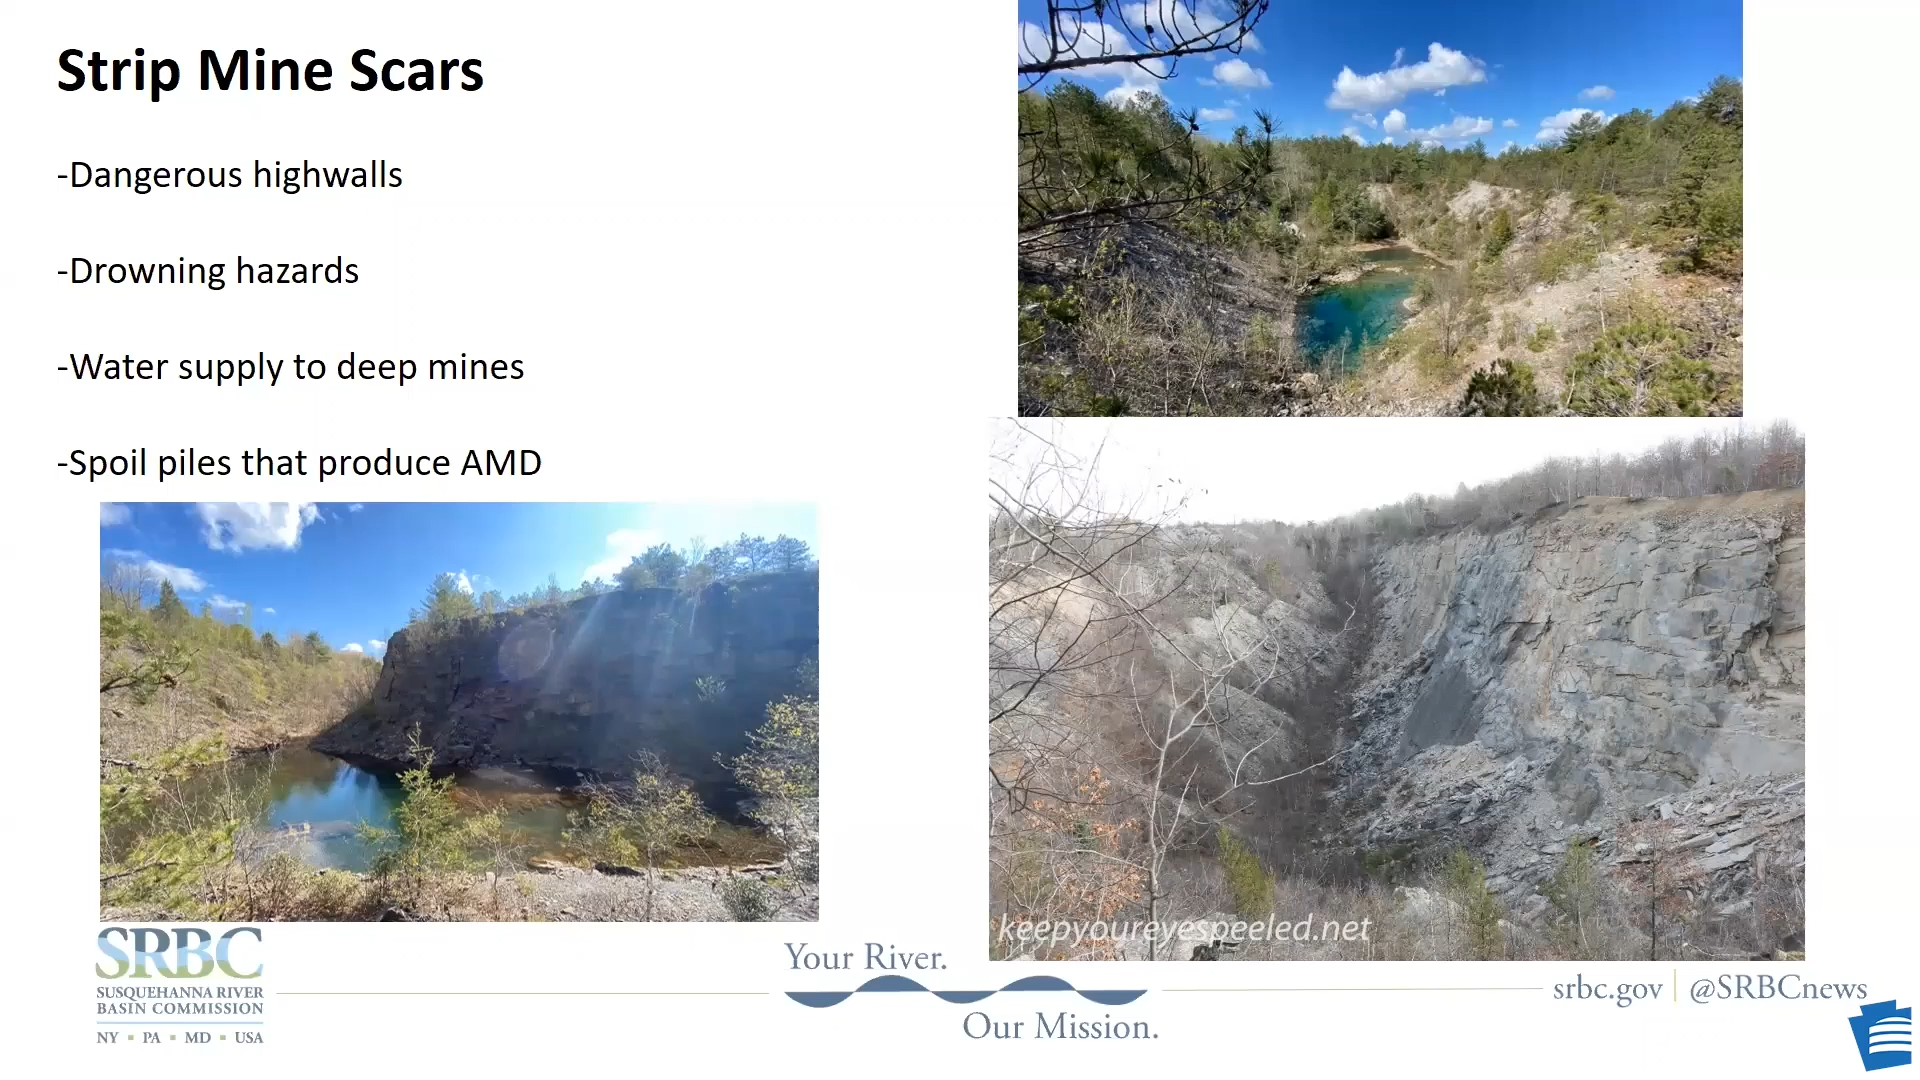 Strip Mine Scars
-Dangerous highwalls
-Drowning hazards
-Water supply to deep mines
-Spoil piles that produce AMD
keepyoureyespeeled.net
SRBC
SUSQUEHANNA RIVER
BASIN COMMISSION
NY ▪ PA ▪ MD ▪ USA
Your River.
Our Mission.
srbc.gov | @SRBCnews